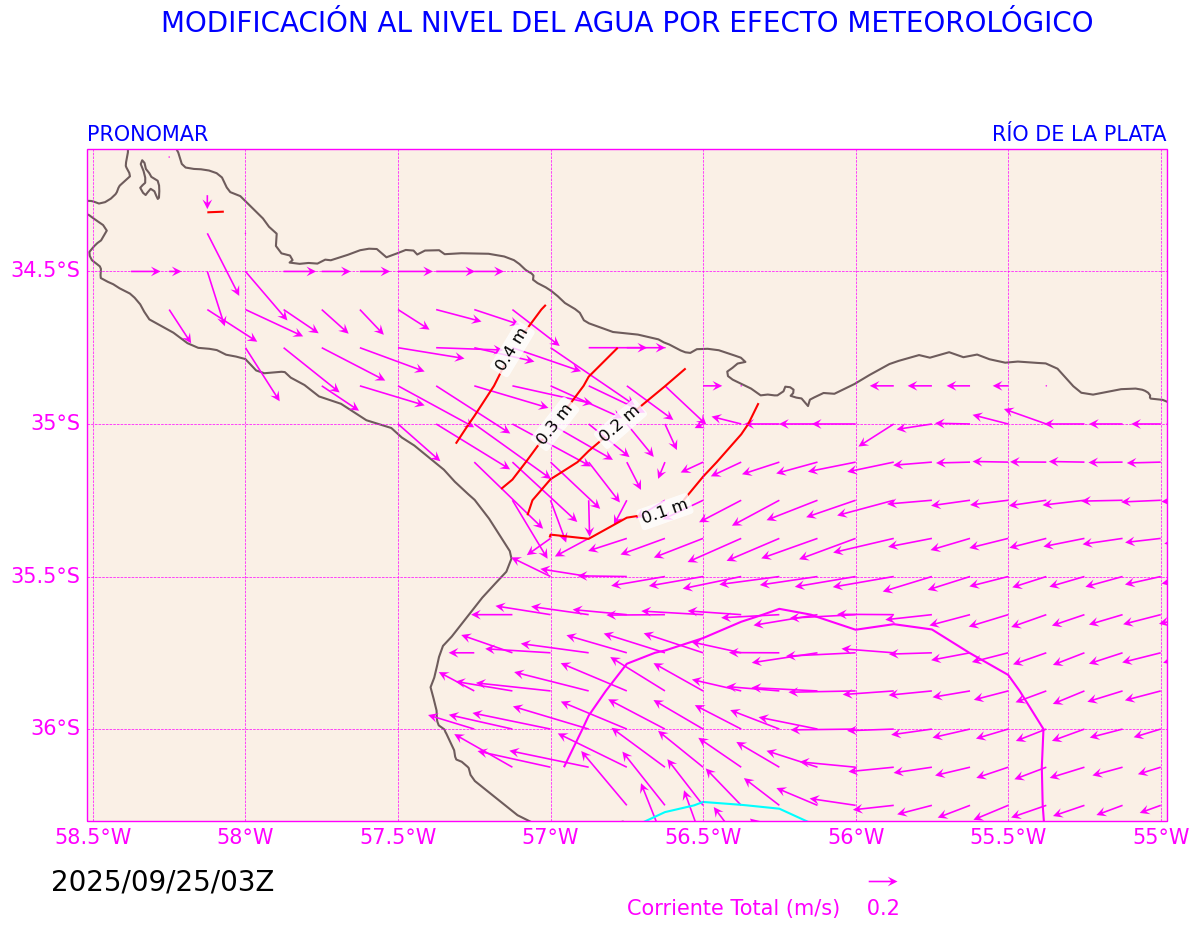 MODIFICACIÓN AL NIVEL DEL AGUA POR EFECTO METEOROLÓGICO
PRONOMAR
RÍO DE LA PLATA
34.5°S
35°S
35.5°S
36°S
0.4 m
0.3 m
0.2 m
0.1 m
58.5°W
58°W
57.5°W
57°W
56.5°W
56°W
55.5°W
55°W
2025/09/25/03Z
Corriente Total (m/s)
0.2